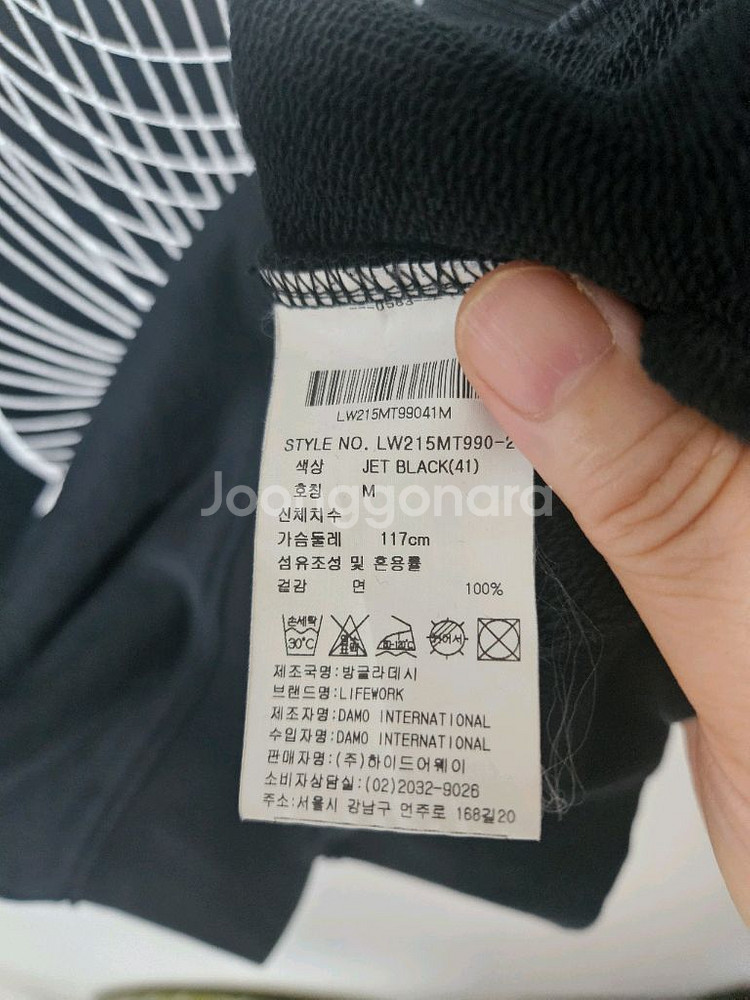 LW215MT99041M
STYLE NO. LW215MT990-2
색상 JET BLACK(41)
호칭 M
Joonggonara
신체치수
가슴둘레 117cm
섬유조성 및 혼용률
겉감 면 100%
손세탁
30℃
제조국명:방글라데시
브랜드명:LIFEWORK
제조자명:DAMO INTERNATIONAL
수입자명:DAMO INTERNATIONAL
판매자명:(주)하이드어웨이
소비자상담실:(02)2032-9026
주소:서울시 강남구 언주로 168길20